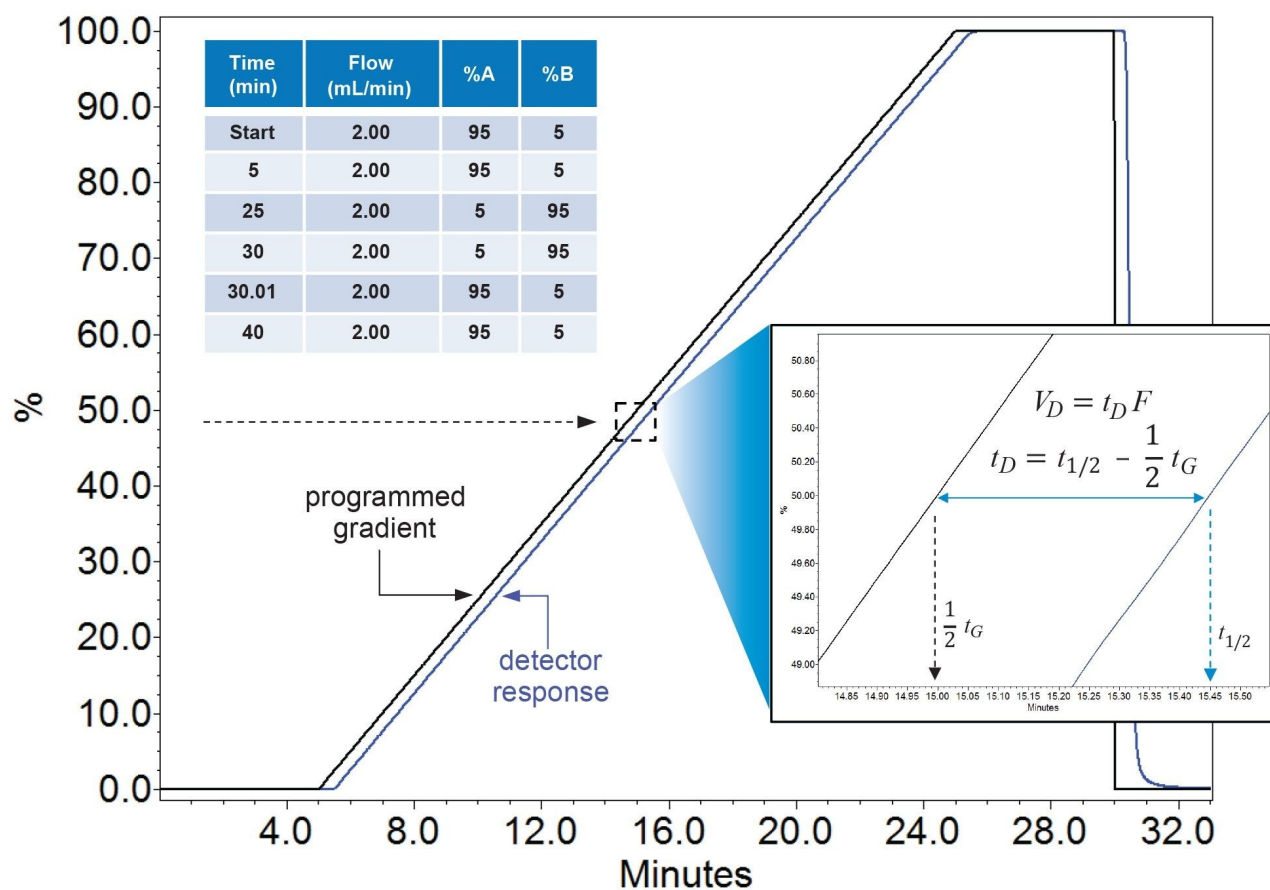 100.0
90.0
80.0
70.0
60.0
50.0
40.0
30.0
20.0
10.0
0.0
%
4.0 8.0 12.0 16.0 20.0 24.0 28.0 32.0
Minutes
Time (min) Flow (mL/min) %A %B
Start 2.00 95 5
5 2.00 95 5
25 2.00 5 95
30 2.00 5 95
30.01 2.00 95 5
40 2.00 95 5
programmed
gradient
detector
response
50.80
50.60
50.40
50.20
50.00
49.80
49.60
49.40
49.20
49.00
%
V_D = t_D F
t_D = t_{1/2} − 1/2 t_G
1/2 t_G
t_{1/2}
14.85 14.90 14.95 15.00 15.05 15.10 15.15 15.20 15.25 15.30 15.35 15.40 15.45 15.50
Minutes